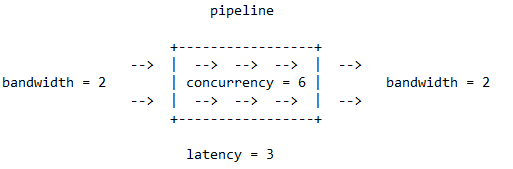 pipeline
+-----------------+
--> | --> --> --> | -->
bandwidth = 2 | concurrency = 6 | bandwidth = 2
--> | --> --> --> | -->
+-----------------+
latency = 3